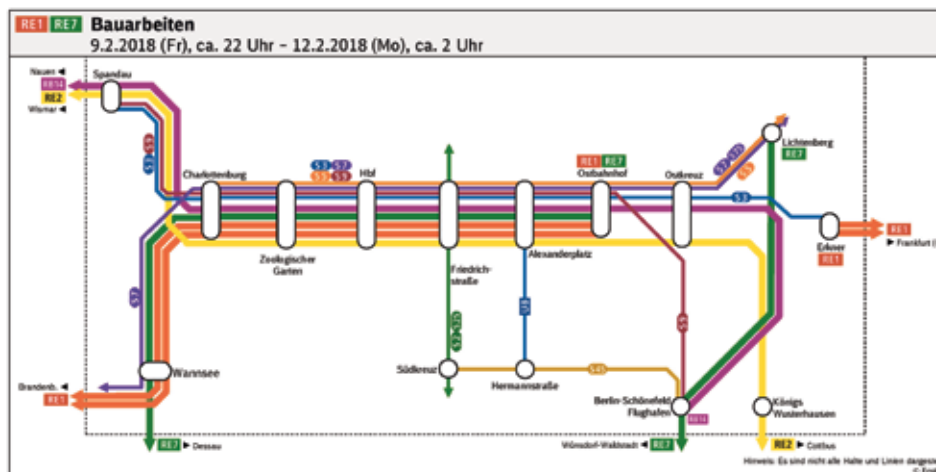 RE1 RE7 Bauarbeiten
9.2.2018 (Fr), ca. 22 Uhr – 12.2.2018 (Mo), ca. 2 Uhr
Nauen
RB14
RE2
Wismar
Spandau
S3
S9
Charlottenburg
S3 S7
S5 S9
Hbf
RE1 RE7
Ostbahnhof
Ostkreuz
S7 S75
S5
Lichtenberg
RE7
S3
Erkner
RE1
RE1
Frankfurt (
Zoologischer
Garten
Friedrich-
straße
Alexanderplatz
S7
S2 S25
U8
S9
Wannsee
Südkreuz
Hermannstraße
S45
Brandenb.
RE1
Berlin-Schönefeld
Flughafen
RB14
Königs
Wusterhausen
RE7 Dessau
Wünsdorf-Waldstadt RE7
RE2 Cottbus
Hinweis: Es sind nicht alle Halte und Linien dargeste